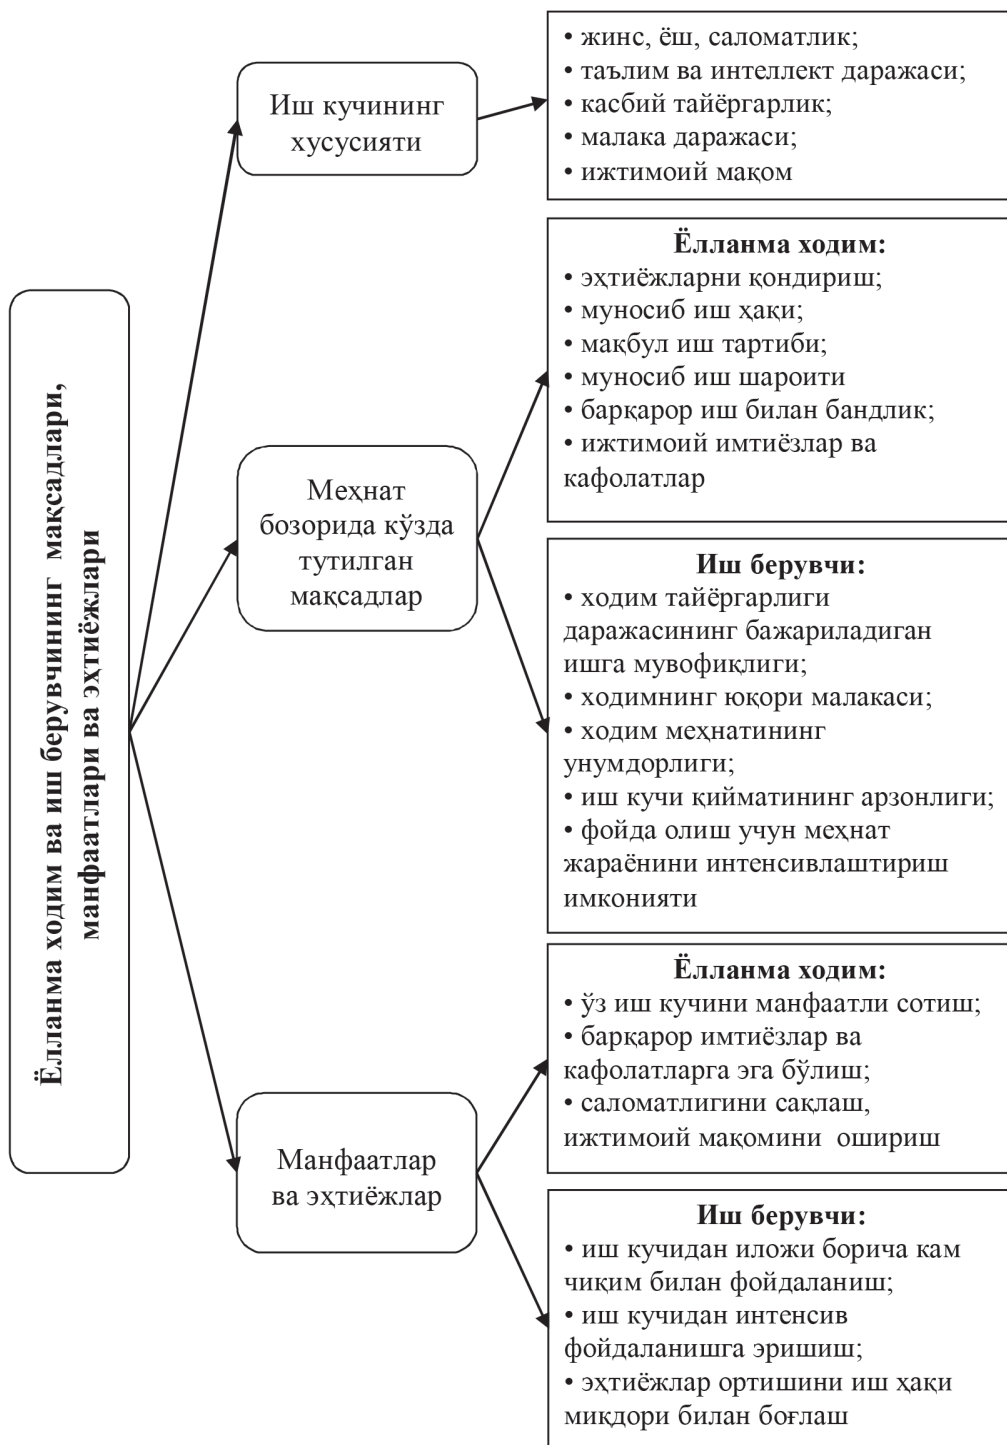 Ёлланма ходим ва иш берувчининг мақсадлари,
манфаатлари ва эҳтиёжлари
Иш кучининг
хусусияти
• жинс, ёш, саломатлик;
• таълим ва интеллект даражаси;
• касбий тайёргарлик;
• малака даражаси;
• ижтимоий мақом
Меҳнат
бозорида кўзда
тутилган
мақсадлар
Ёлланма ходим:
• эҳтиёжларни қондириш;
• муносиб иш ҳақи;
• мақбул иш тартиби;
• муносиб иш шароити
• барқарор иш билан бандлик;
• ижтимоий имтиёзлар ва
кафолатлар
Иш берувчи:
• ходим тайёргарлиги
даражасининг бажариладиган
ишга мувофиқлиги;
• ходимнинг юқори малакаси;
• ходим меҳнатининг
унумдорлиги;
• иш кучи қийматининг арзонлиги;
• фойда олиш учун меҳнат
жараёнини интенсивлаштириш
имконияти
Манфаатлар
ва эҳтиёжлар
Ёлланма ходим:
• ўз иш кучини манфаатли сотиш;
• барқарор имтиёзлар ва
кафолатларга эга бўлиш;
• саломатлигини сақлаш,
ижтимоий мақомини ошириш
Иш берувчи:
• иш кучидан иложи борича кам
чиқим билан фойдаланиш;
• иш кучидан интенсив
фойдаланишга эришиш;
• эҳтиёжлар ортишини иш ҳақи
миқдори билан боғлаш